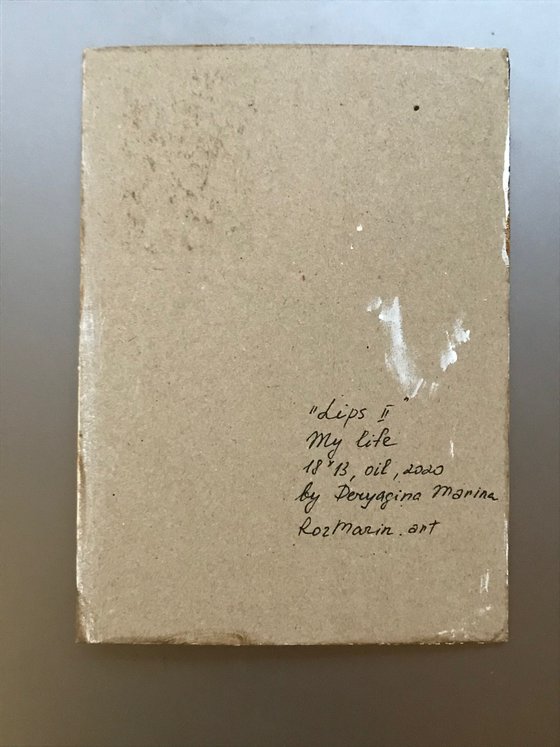 "Lips II"
My life
18*13, oil, 2020
by Deryagina Marina
RozMarin.art